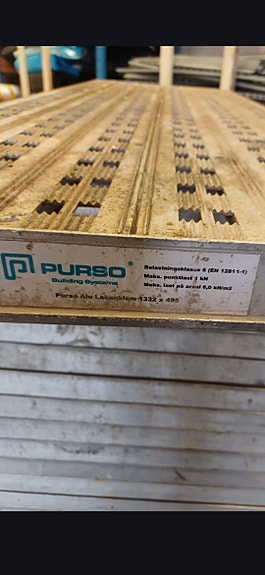 PURSO®
Building Systems
Belastningsklasse 6 (EN 12811-1)
Maks. punktlast 1 kN
Maks. last på areal 6,0 kN/m2
Purso Alu 1332 x 495